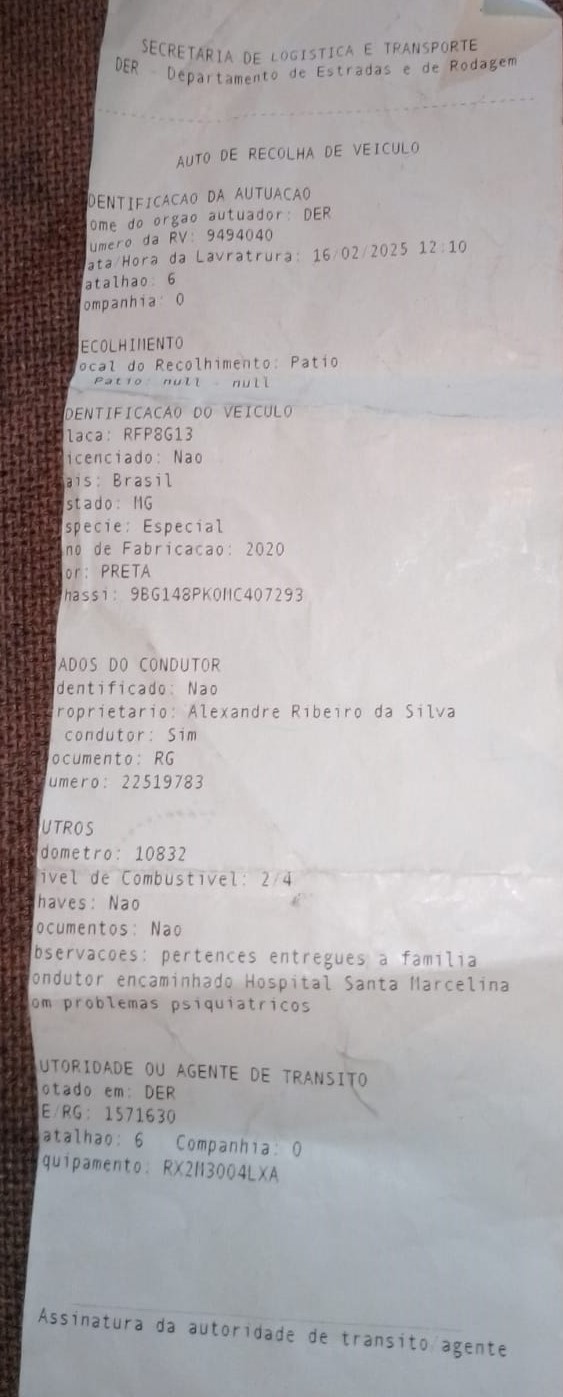 SECRETARIA DE LOGISTICA E TRANSPORTE
DER - Departamento de Estradas e de Rodagem
AUTO DE RECOLHA DE VEICULO
DENTIFICACAO DA AUTUACAO
ome do orgao autuador: DER
umero da RV: 9494040
ata/Hora da Lavratrura: 16/02/2025 12:10
atalhao: 6
ompanhia: 0
ECOLHIMENTO
ocal do Recolhimento: Patio
Patio: null - null
DENTIFICACAO DO VEICULO
laca: RFP8G13
icenciado: Nao
ais: Brasil
stado: MG
specie: Especial
no de Fabricacao: 2020
or: PRETA
hassi: 9BG148PK0MC407293
ADOS DO CONDUTOR
dentificado: Nao
roprietario: Alexandre Ribeiro da Silva
condutor: Sim
ocumento: RG
umero: 22519783
UTROS
dometro: 10832
ivel de Combustivel: 2/4
haves: Nao
ocumentos: Nao
bservacoes: pertences entregues a familia
ondutor encaminhado Hospital Santa Marcelina
om problemas psiquiatricos
UTORIDADE OU AGENTE DE TRANSITO
otado em: DER
E/RG: 1571630
atalhao: 6 Companhia: 0
quipamento: RX2M3004LXA
Assinatura da autoridade de transito/agente